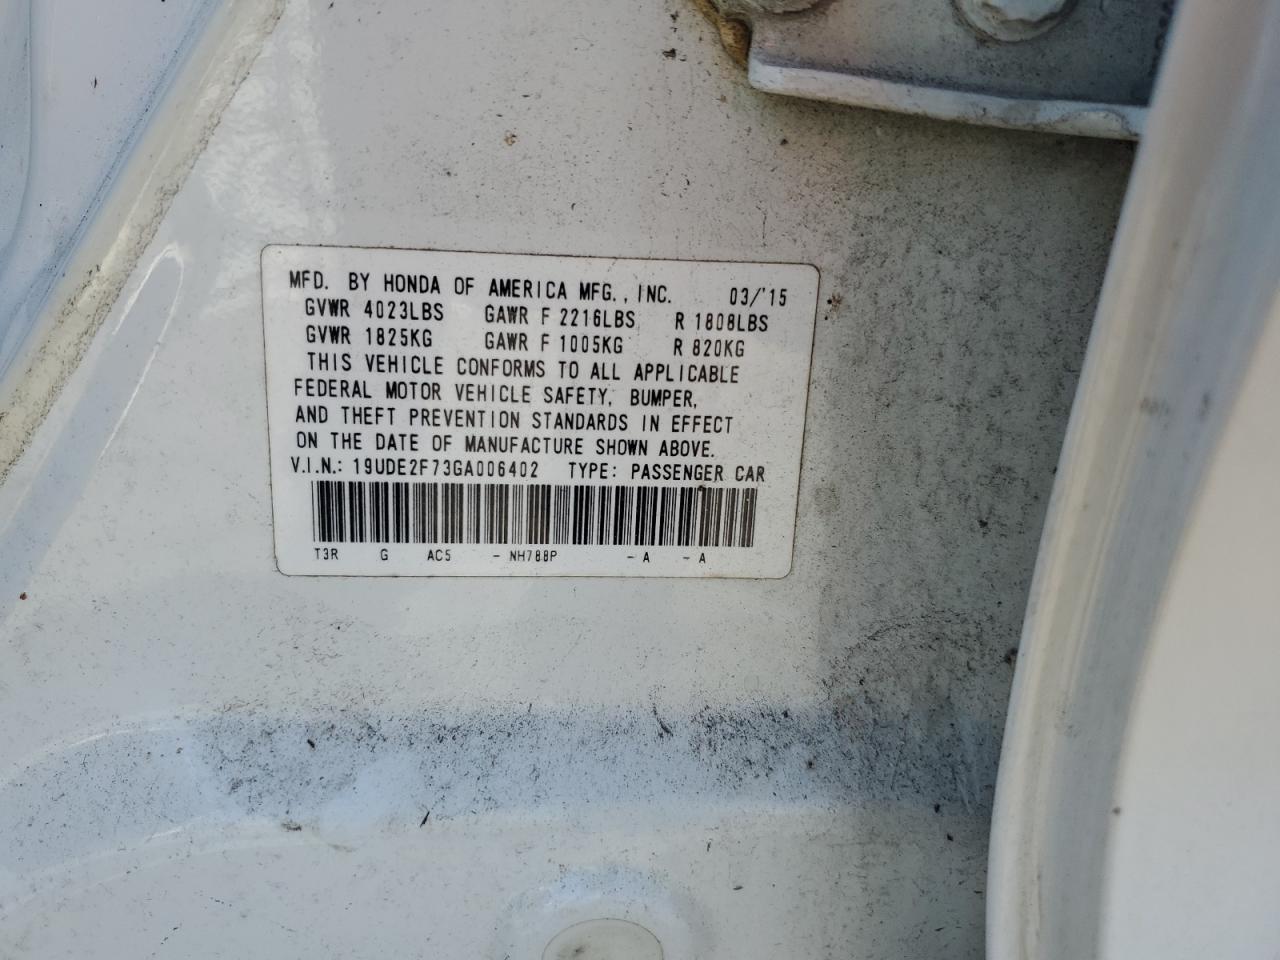 MFD. BY HONDA OF AMERICA MFG., INC. 03/'15
GVWR 4023LBS GAWR F 2216LBS R 1808LBS
GVWR 1825KG GAWR F 1005KG R 820KG
THIS VEHICLE CONFORMS TO ALL APPLICABLE
FEDERAL MOTOR VEHICLE SAFETY, BUMPER,
AND THEFT PREVENTION STANDARDS IN EFFECT
ON THE DATE OF MANUFACTURE SHOWN ABOVE.
V.I.N.: 19UDE2F73GA006402 TYPE: PASSENGER CAR
T3R G AC5 - NH788P - A - A